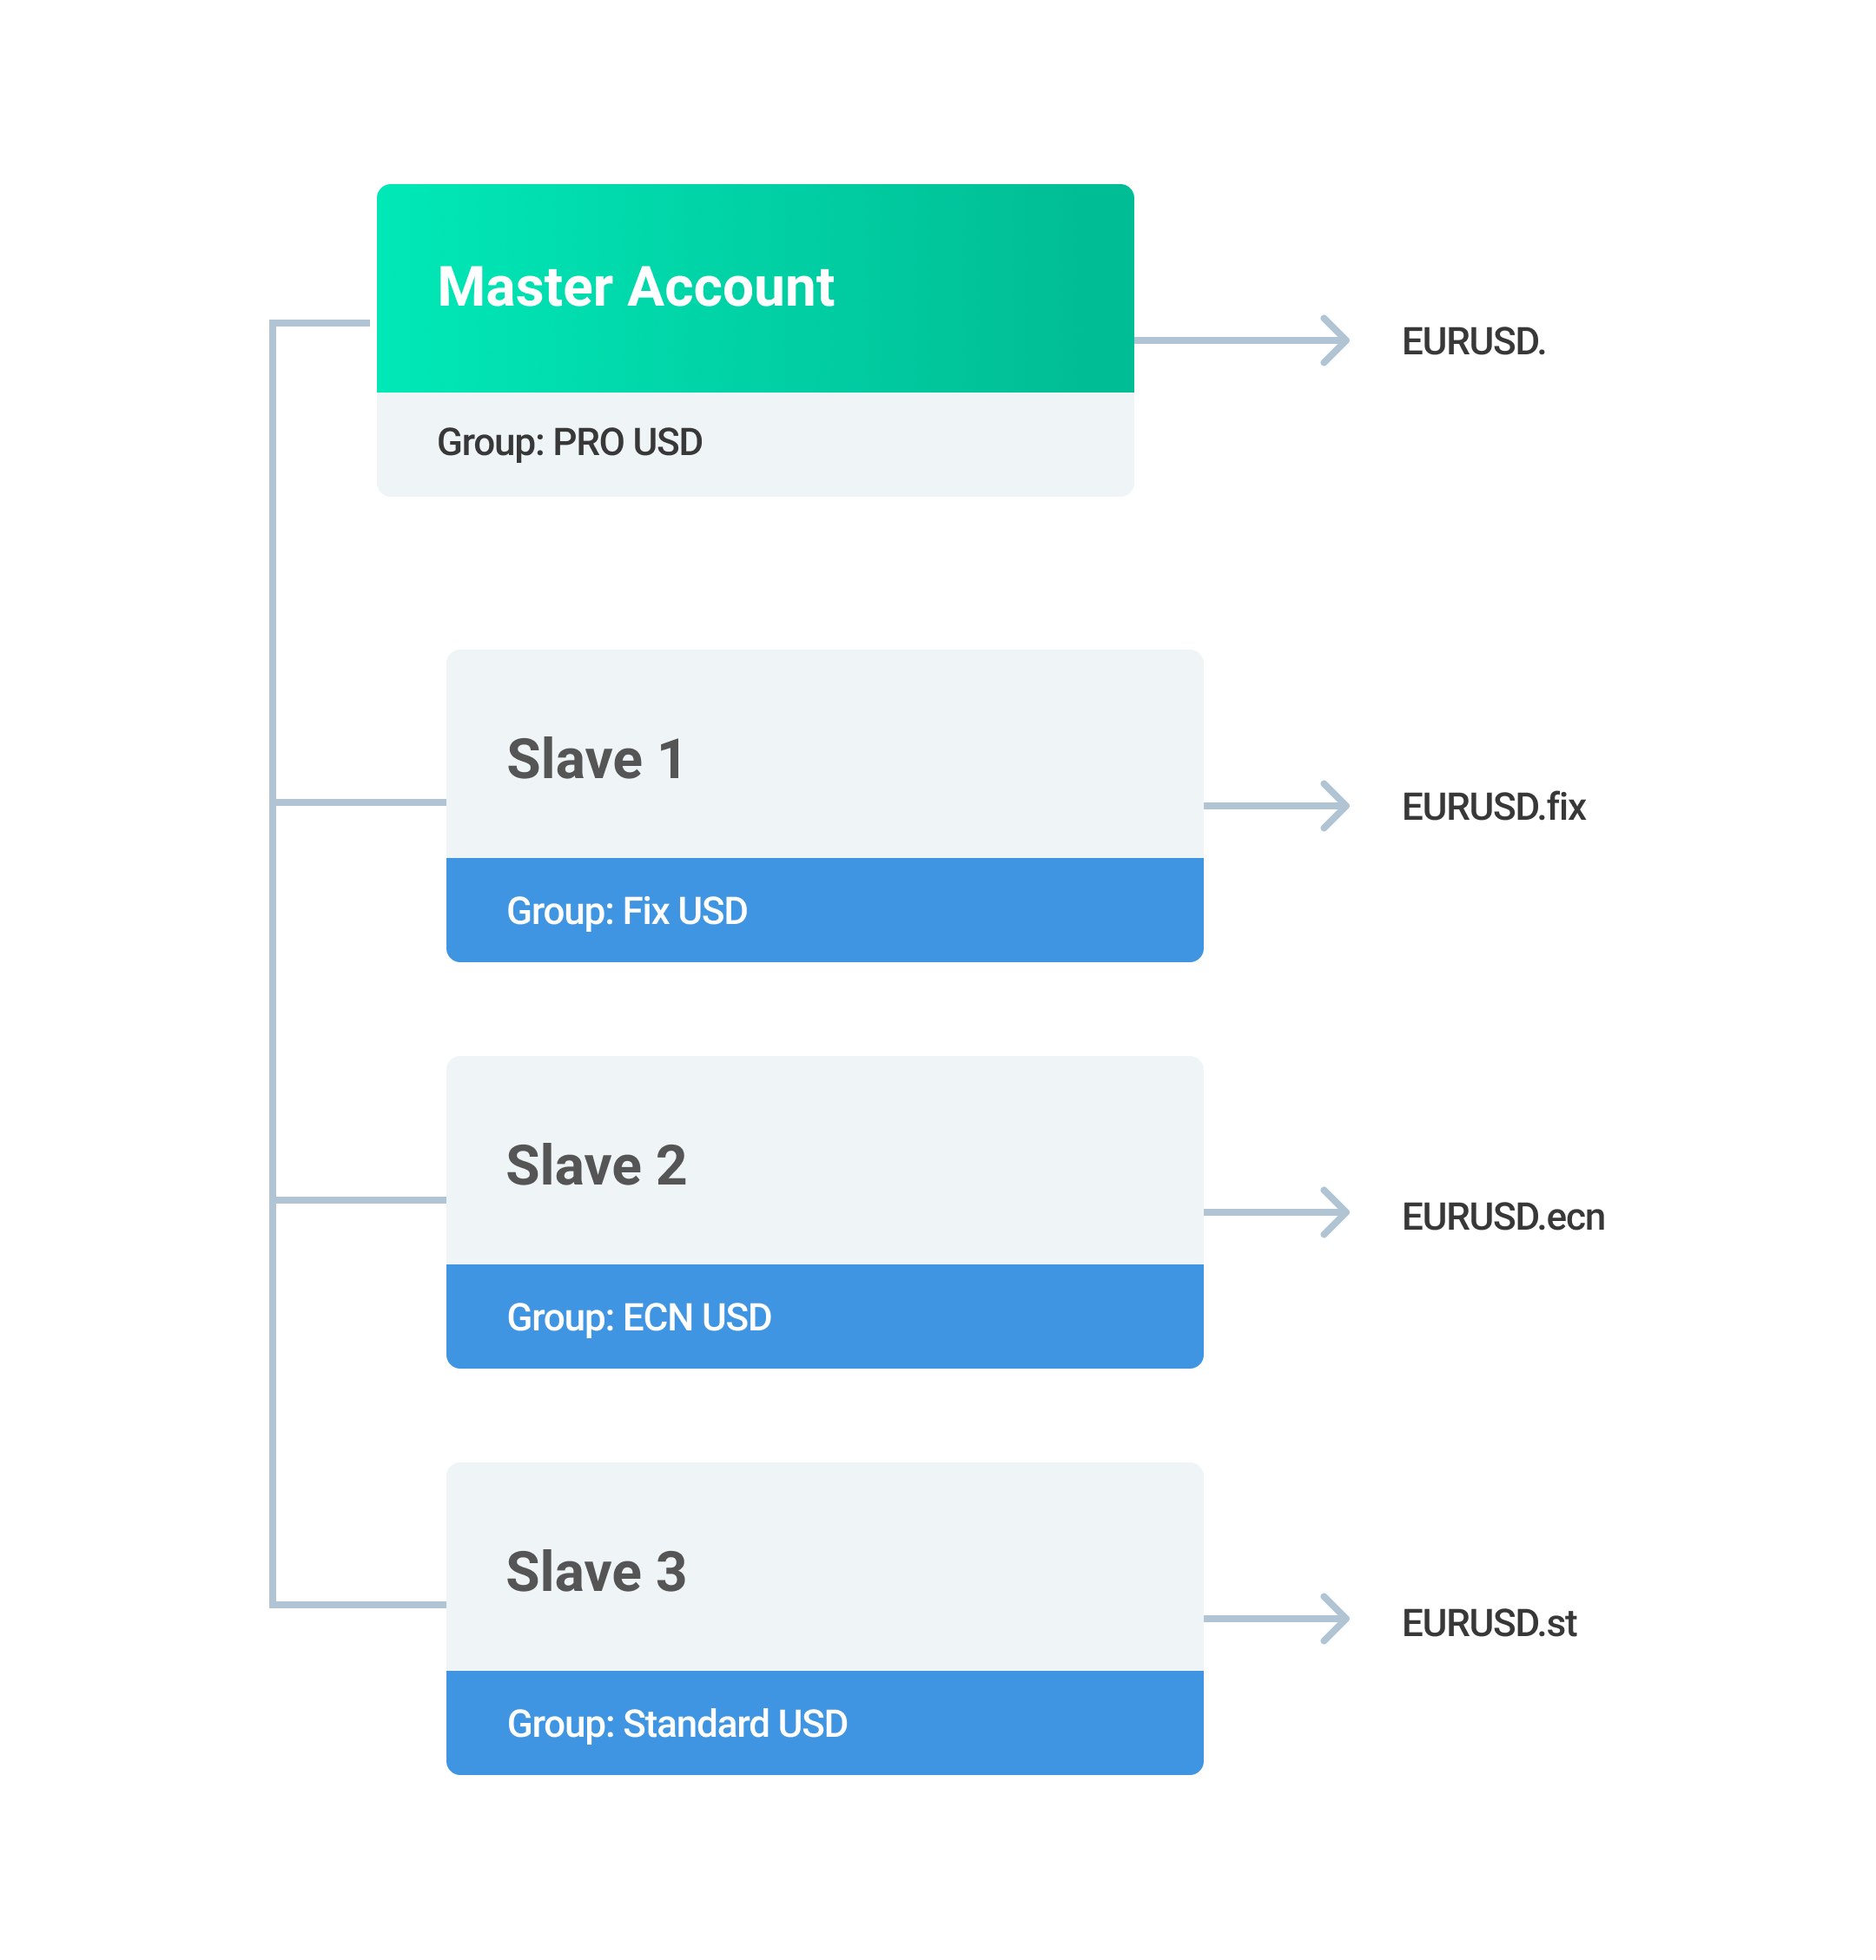 Master Account
EURUSD.
Group: PRO USD
Slave 1
EURUSD.fix
Group: Fix USD
Slave 2
EURUSD.ecn
Group: ECN USD
Slave 3
EURUSD.st
Group: Standard USD